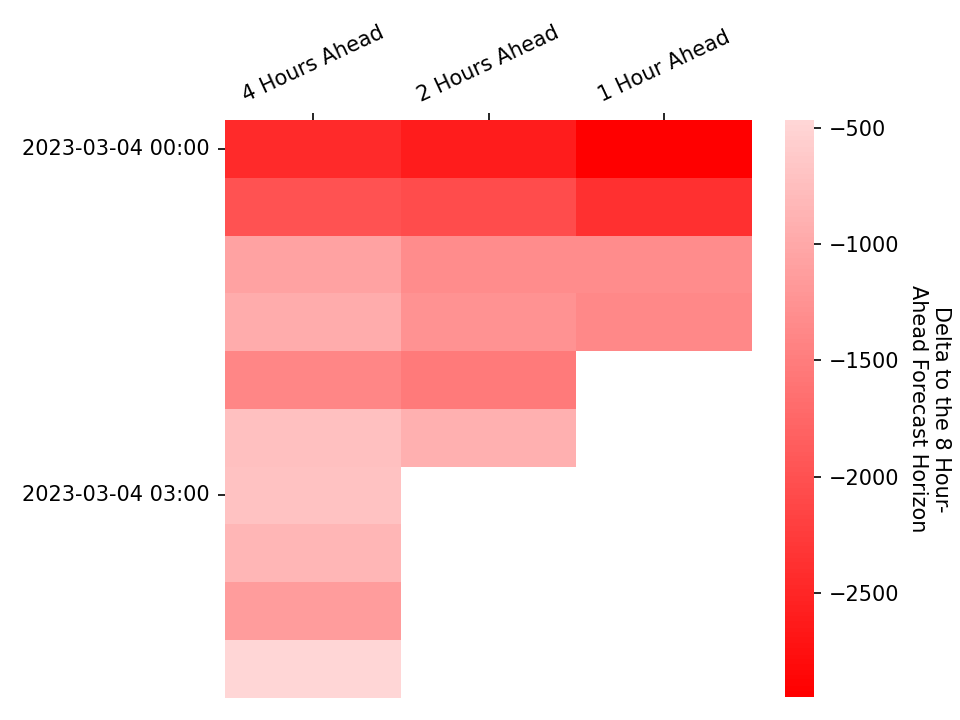 4 Hours Ahead
2 Hours Ahead
1 Hour Ahead
2023-03-04 00:00
2023-03-04 03:00
−500
−1000
−1500
−2000
−2500
Delta to the 8 Hour-
Ahead Forecast Horizon